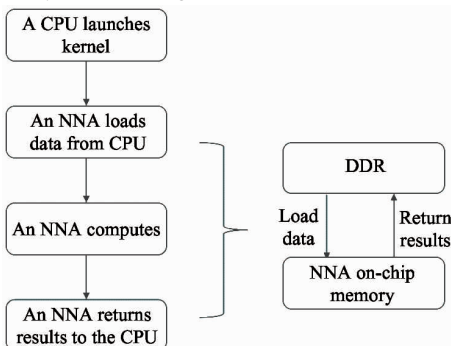 A CPU launches
kernel
An NNA loads
data from CPU
An NNA computes
An NNA returns
results to the CPU
DDR
Load
data
Return
results
NNA on-chip
memory